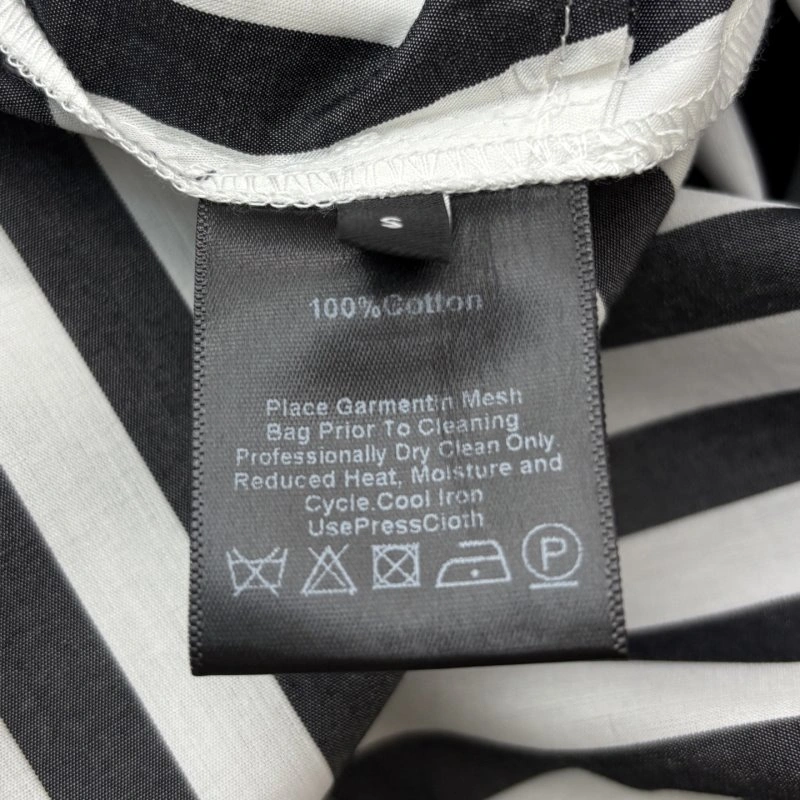 S
100%Cotton
Place Garmentin Mesh
Bag Prior To Cleaning
Professionally Dry Clean Only.
Reduced Heat, Moisture and
Cycle.Cool Iron
UsePressCloth
P